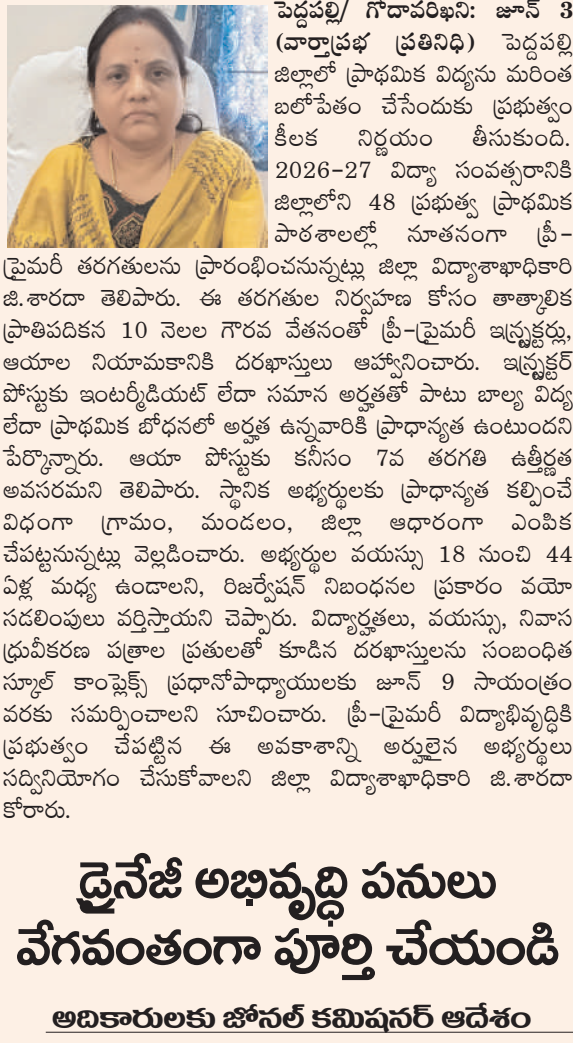 పెద్దపల్లి/ గోదావరిఖని: జూన్ 3
(వార్తాప్రభ ప్రతినిధి) పెద్దపల్లి
జిల్లాలో ప్రాథమిక విద్యను మరింత
బలోపేతం చేసేందుకు ప్రభుత్వం
కీలక నిర్ణయం తీసుకుంది.
2026-27 విద్యా సంవత్సరానికి
జిల్లాలోని 48 ప్రభుత్వ ప్రాథమిక
పాఠశాలల్లో నూతనంగా ప్రీ-
ప్రైమరీ తరగతులను ప్రారంభించనున్నట్లు జిల్లా విద్యాశాఖాధికారి
జి.శారదా తెలిపారు. ఈ తరగతుల నిర్వహణ కోసం తాత్కాలిక
ప్రాతిపదికన 10 నెలల గౌరవ వేతనంతో ప్రీ-ప్రైమరీ ఇన్స్ట్రక్టర్లు,
ఆయాల నియామకానికి దరఖాస్తులు ఆహ్వానించారు. ఇన్స్ట్రక్టర్
పోస్టుకు ఇంటర్మీడియట్ లేదా సమాన అర్హతతో పాటు బాల్య విద్య
లేదా ప్రాథమిక బోధనలో అర్హత ఉన్నవారికి ప్రాధాన్యత ఉంటుందని
పేర్కొన్నారు. ఆయా పోస్టుకు కనీసం 7వ తరగతి ఉత్తీర్ణత
అవసరమని తెలిపారు. స్థానిక అభ్యర్థులకు ప్రాధాన్యత కల్పించే
విధంగా గ్రామం, మండలం, జిల్లా ఆధారంగా ఎంపిక
చేపట్టనున్నట్లు వెల్లడించారు. అభ్యర్థుల వయస్సు 18 నుంచి 44
ఏళ్ల మధ్య ఉండాలని, రిజర్వేషన్ నిబంధనల ప్రకారం వయో
సడలింపులు వర్తిస్తాయని చెప్పారు. విద్యార్హతలు, వయస్సు, నివాస
ధ్రువీకరణ పత్రాల ప్రతులతో కూడిన దరఖాస్తులను సంబంధిత
స్కూల్ కాంప్లెక్స్ ప్రధానోపాధ్యాయులకు జూన్ 9 సాయంత్రం
వరకు సమర్పించాలని సూచించారు. ప్రీ-ప్రైమరీ విద్యాభివృద్ధికి
ప్రభుత్వం చేపట్టిన ఈ అవకాశాన్ని అర్హులైన అభ్యర్థులు
సద్వినియోగం చేసుకోవాలని జిల్లా విద్యాశాఖాధికారి జి.శారదా
కోరారు.
డ్రైనేజీ అభివృద్ధి పనులు
వేగవంతంగా పూర్తి చేయండి
అదికారులకు జోనల్ కమిషనర్ ఆదేశం